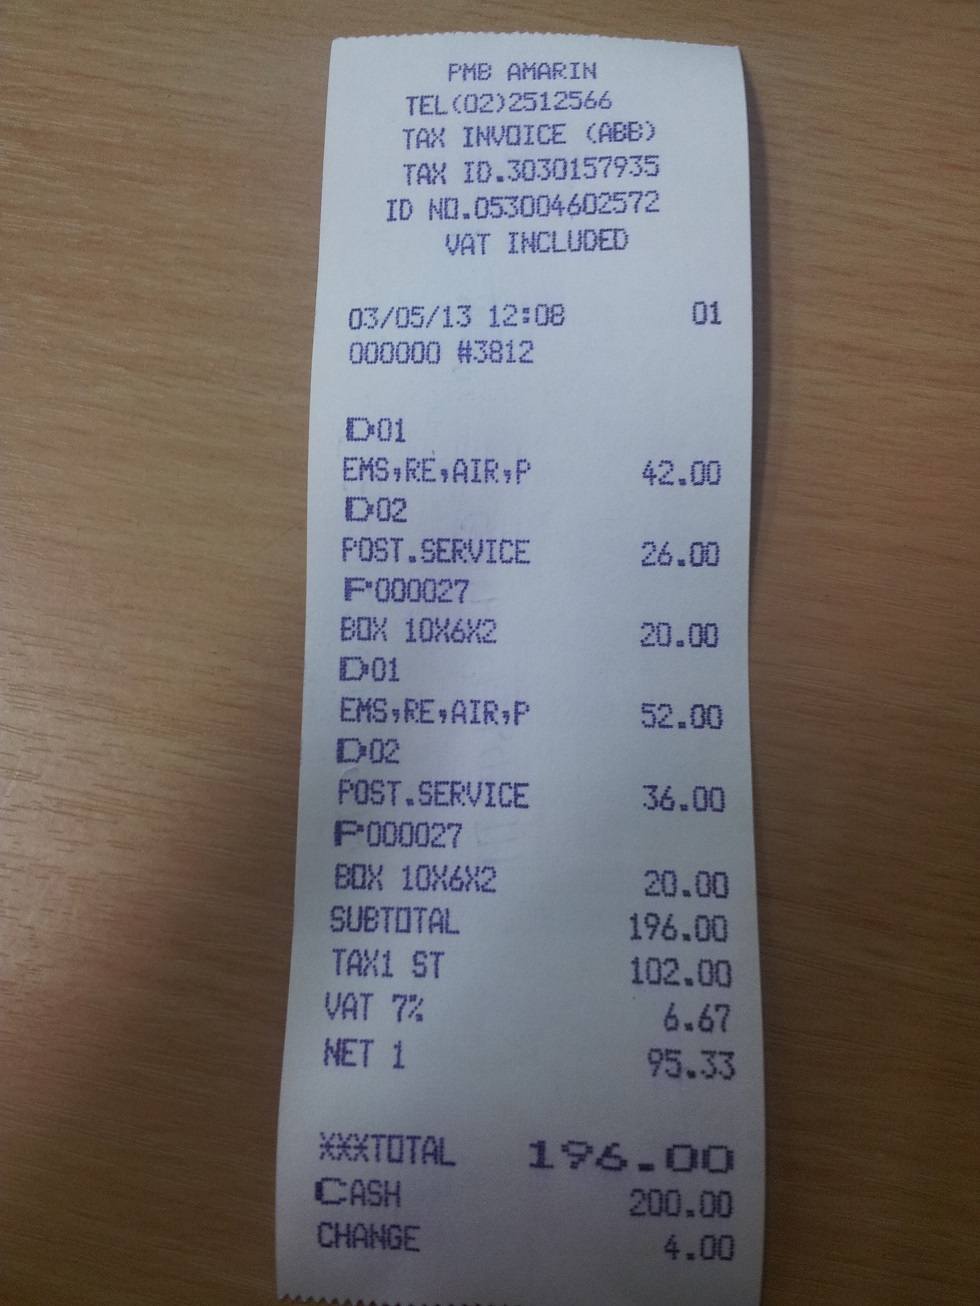 PMB AMARIN
TEL(02)2512566
TAX INVOICE (ABB)
TAX ID.3030157935
ID NO.053004602572
VAT INCLUDED
03/05/13 12:08 01
000000 #3812
D01
EMS,RE,AIR,P 42.00
D02
POST.SERVICE 26.00
P000027
BOX 10X6X2 20.00
D01
EMS,RE,AIR,P 52.00
D02
POST.SERVICE 36.00
P000027
BOX 10X6X2 20.00
SUBTOTAL 196.00
TAX1 ST 102.00
VAT 7% 6.67
NET 1 95.33
***TOTAL 196.00
CASH 200.00
CHANGE 4.00